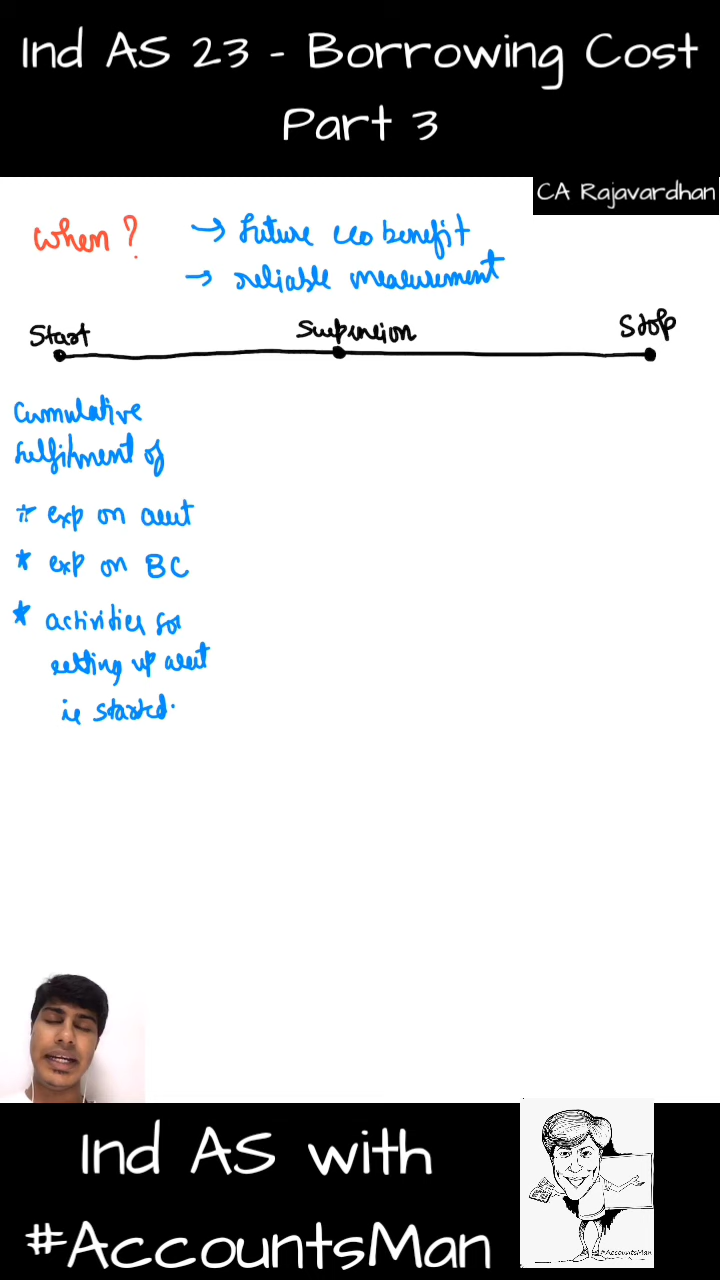 Ind AS 23 - Borrowing Cost
Part 3
CA Rajavardhan
When? → future eco benefit
→ reliable measurement
Start Suspension Stop
Cumulative
fulfilment of
* exp on asset
* exp on BC
* activities for
setting up asset
is started.
Ind AS with
#AccountsMan
#AccountsMan